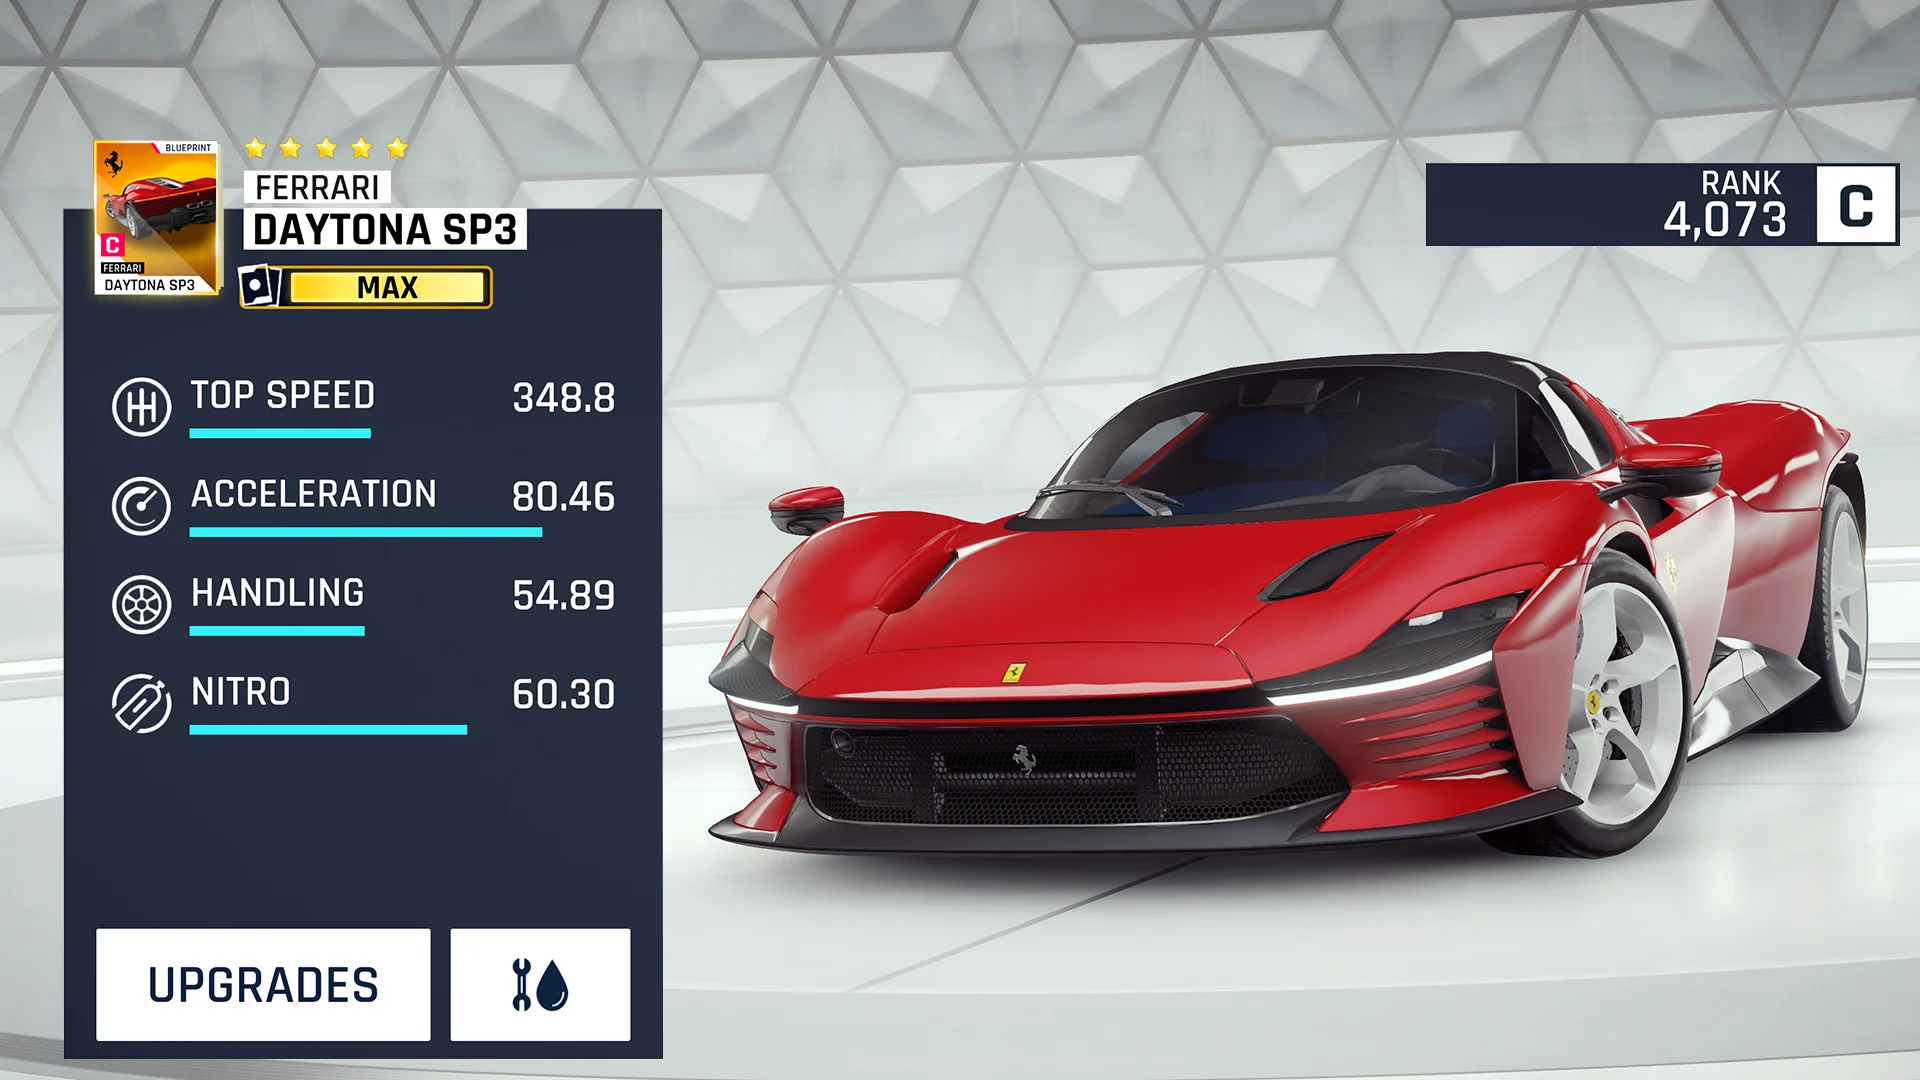 BLUEPRINT
C
FERRARI
DAYTONA SP3
FERRARI
DAYTONA SP3
MAX
TOP SPEED 348.8
ACCELERATION 80.46
HANDLING 54.89
NITRO 60.30
UPGRADES
RANK
4,073
C